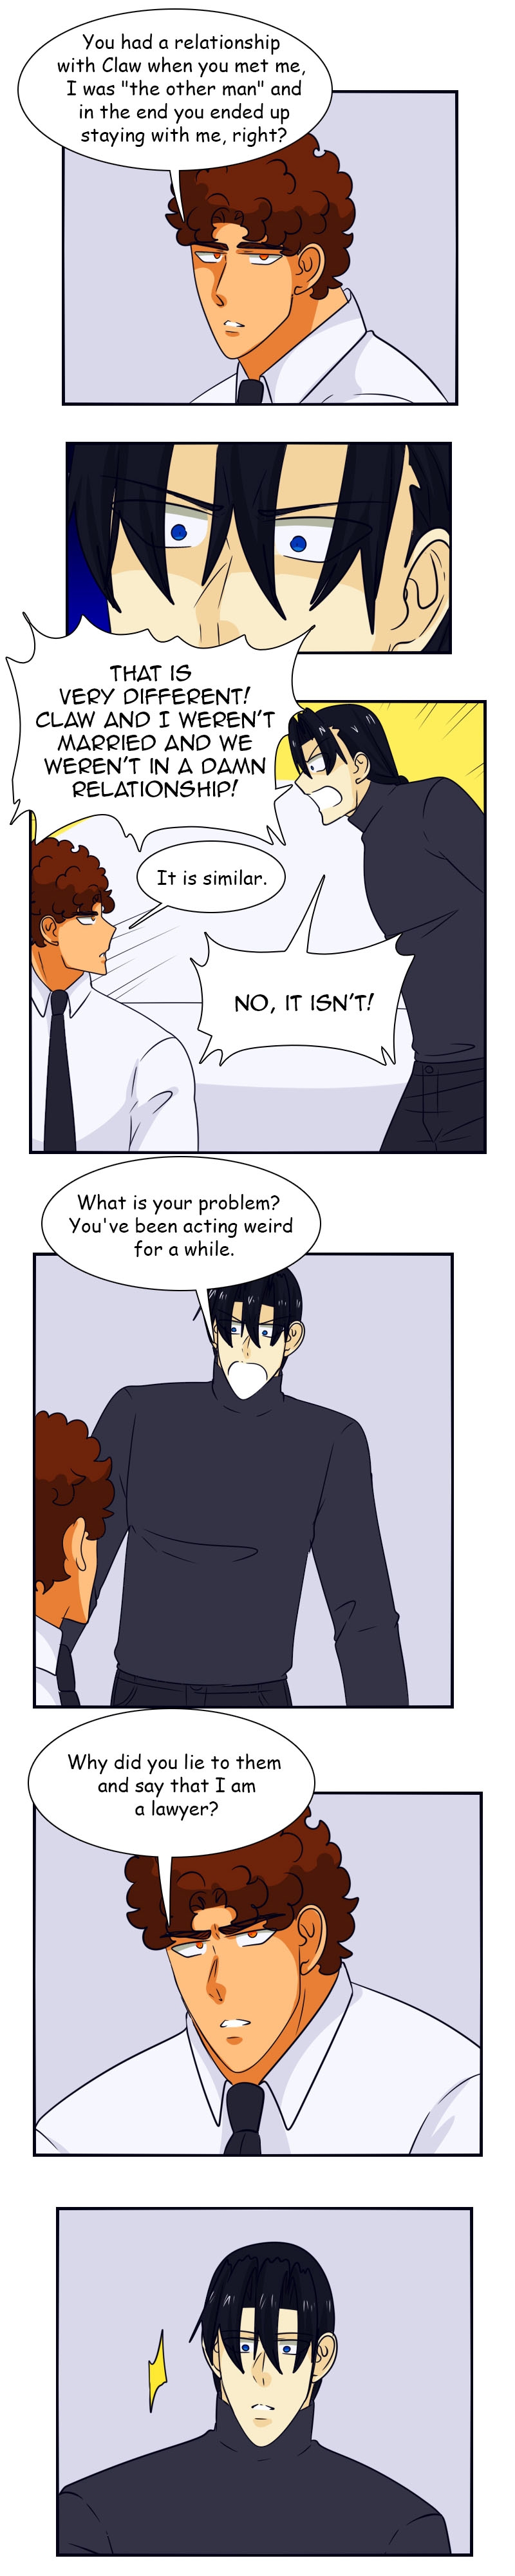 You had a relationship
with Claw when you met me,
I was "the other man" and
in the end you ended up
staying with me, right?
THAT IS
VERY DIFFERENT!
CLAW AND I WEREN'T
MARRIED AND WE
WEREN'T IN A DAMN
RELATIONSHIP!
It is similar.
NO, IT ISN'T!
What is your problem?
You've been acting weird
for a while.
Why did you lie to them
and say that I am
a lawyer?